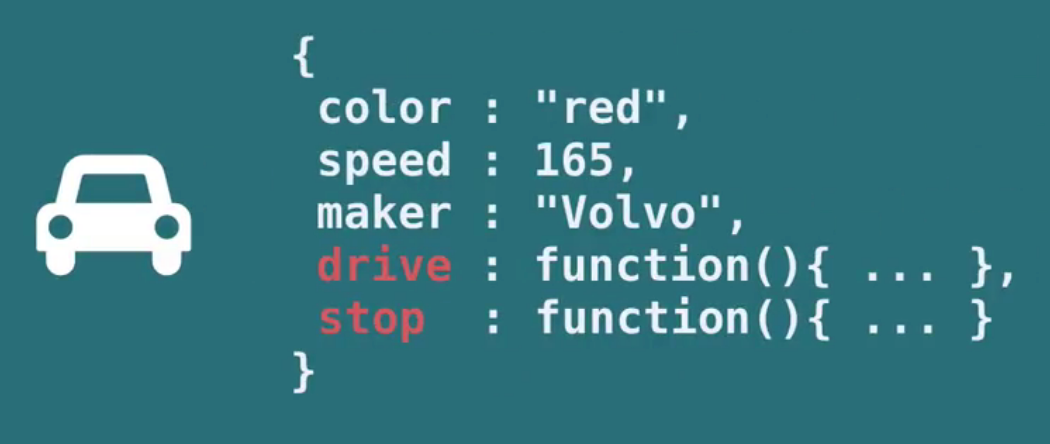 {
color : "red",
speed : 165,
maker : "Volvo",
drive : function(){ ... },
stop : function(){ ... }
}